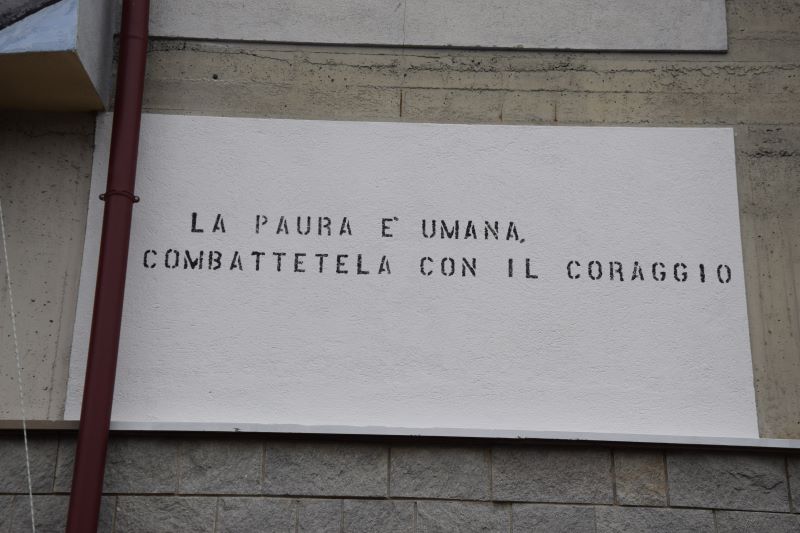 LA PAURA E' UMANA,
COMBATTETELA CON IL CORAGGIO